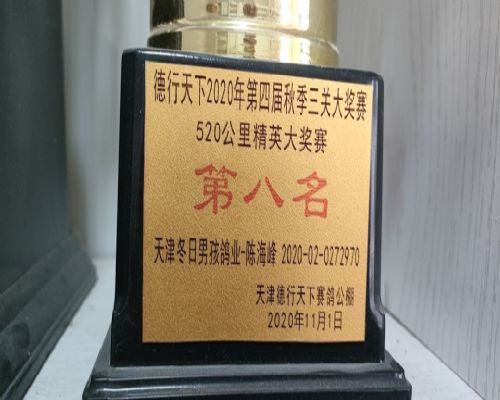 德行天下2020年第四届秋季三关大奖赛
520公里精英大奖赛
第八名
天津冬日男孩鸽业-陈海峰 2020-02-0272970
天津德行天下赛鸽公棚
2020年11月1日